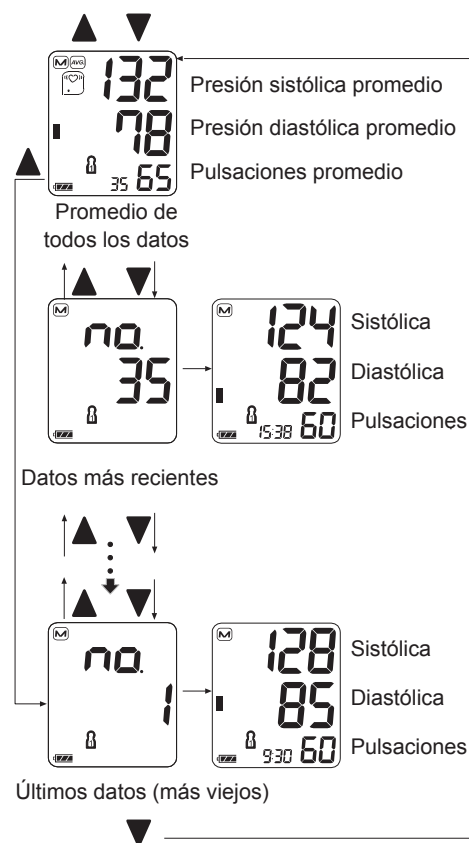 M AVG. 132 Presión sistólica promedio
78 Presión diastólica promedio
35 65 Pulsaciones promedio
Promedio de
todos los datos
M no. 35
M 124 Sistólica
82 Diastólica
15:38 60 Pulsaciones
Datos más recientes
M no. 1
M 128 Sistólica
85 Diastólica
9:30 60 Pulsaciones
Últimos datos (más viejos)